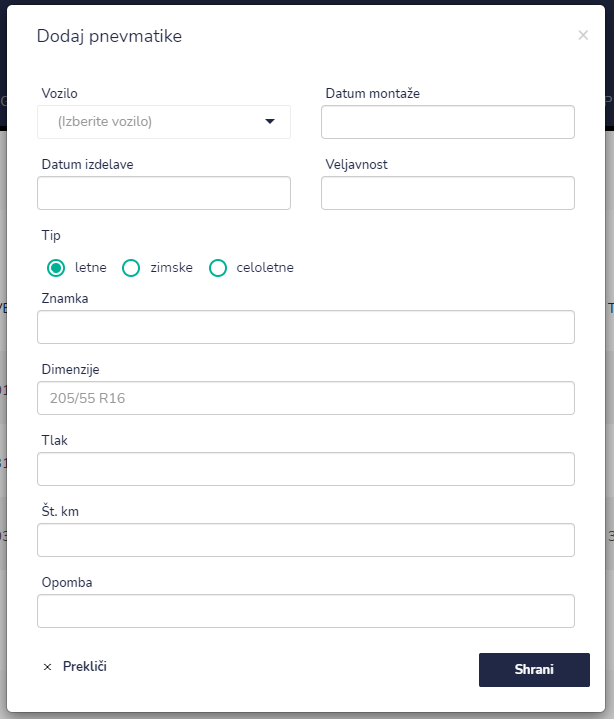 Dodaj pnevmatike ×
Vozilo Datum montaže
(Izberite vozilo)
Datum izdelave Veljavnost
Tip
letne zimske celoletne
Znamka
Dimenzije
205/55 R16
Tlak
Št. km
Opomba
× Prekliči Shrani